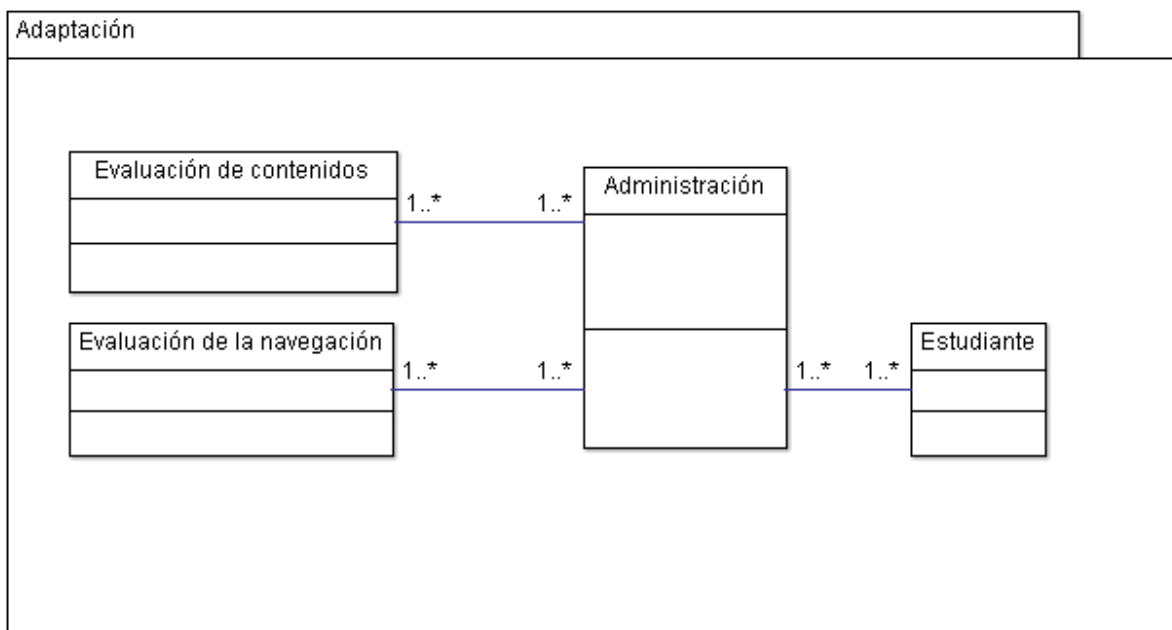 Adaptación
Evaluación de contenidos
1..*
1..*
Administración
Evaluación de la navegación
1..*
1..*
1..*
1..*
Estudiante